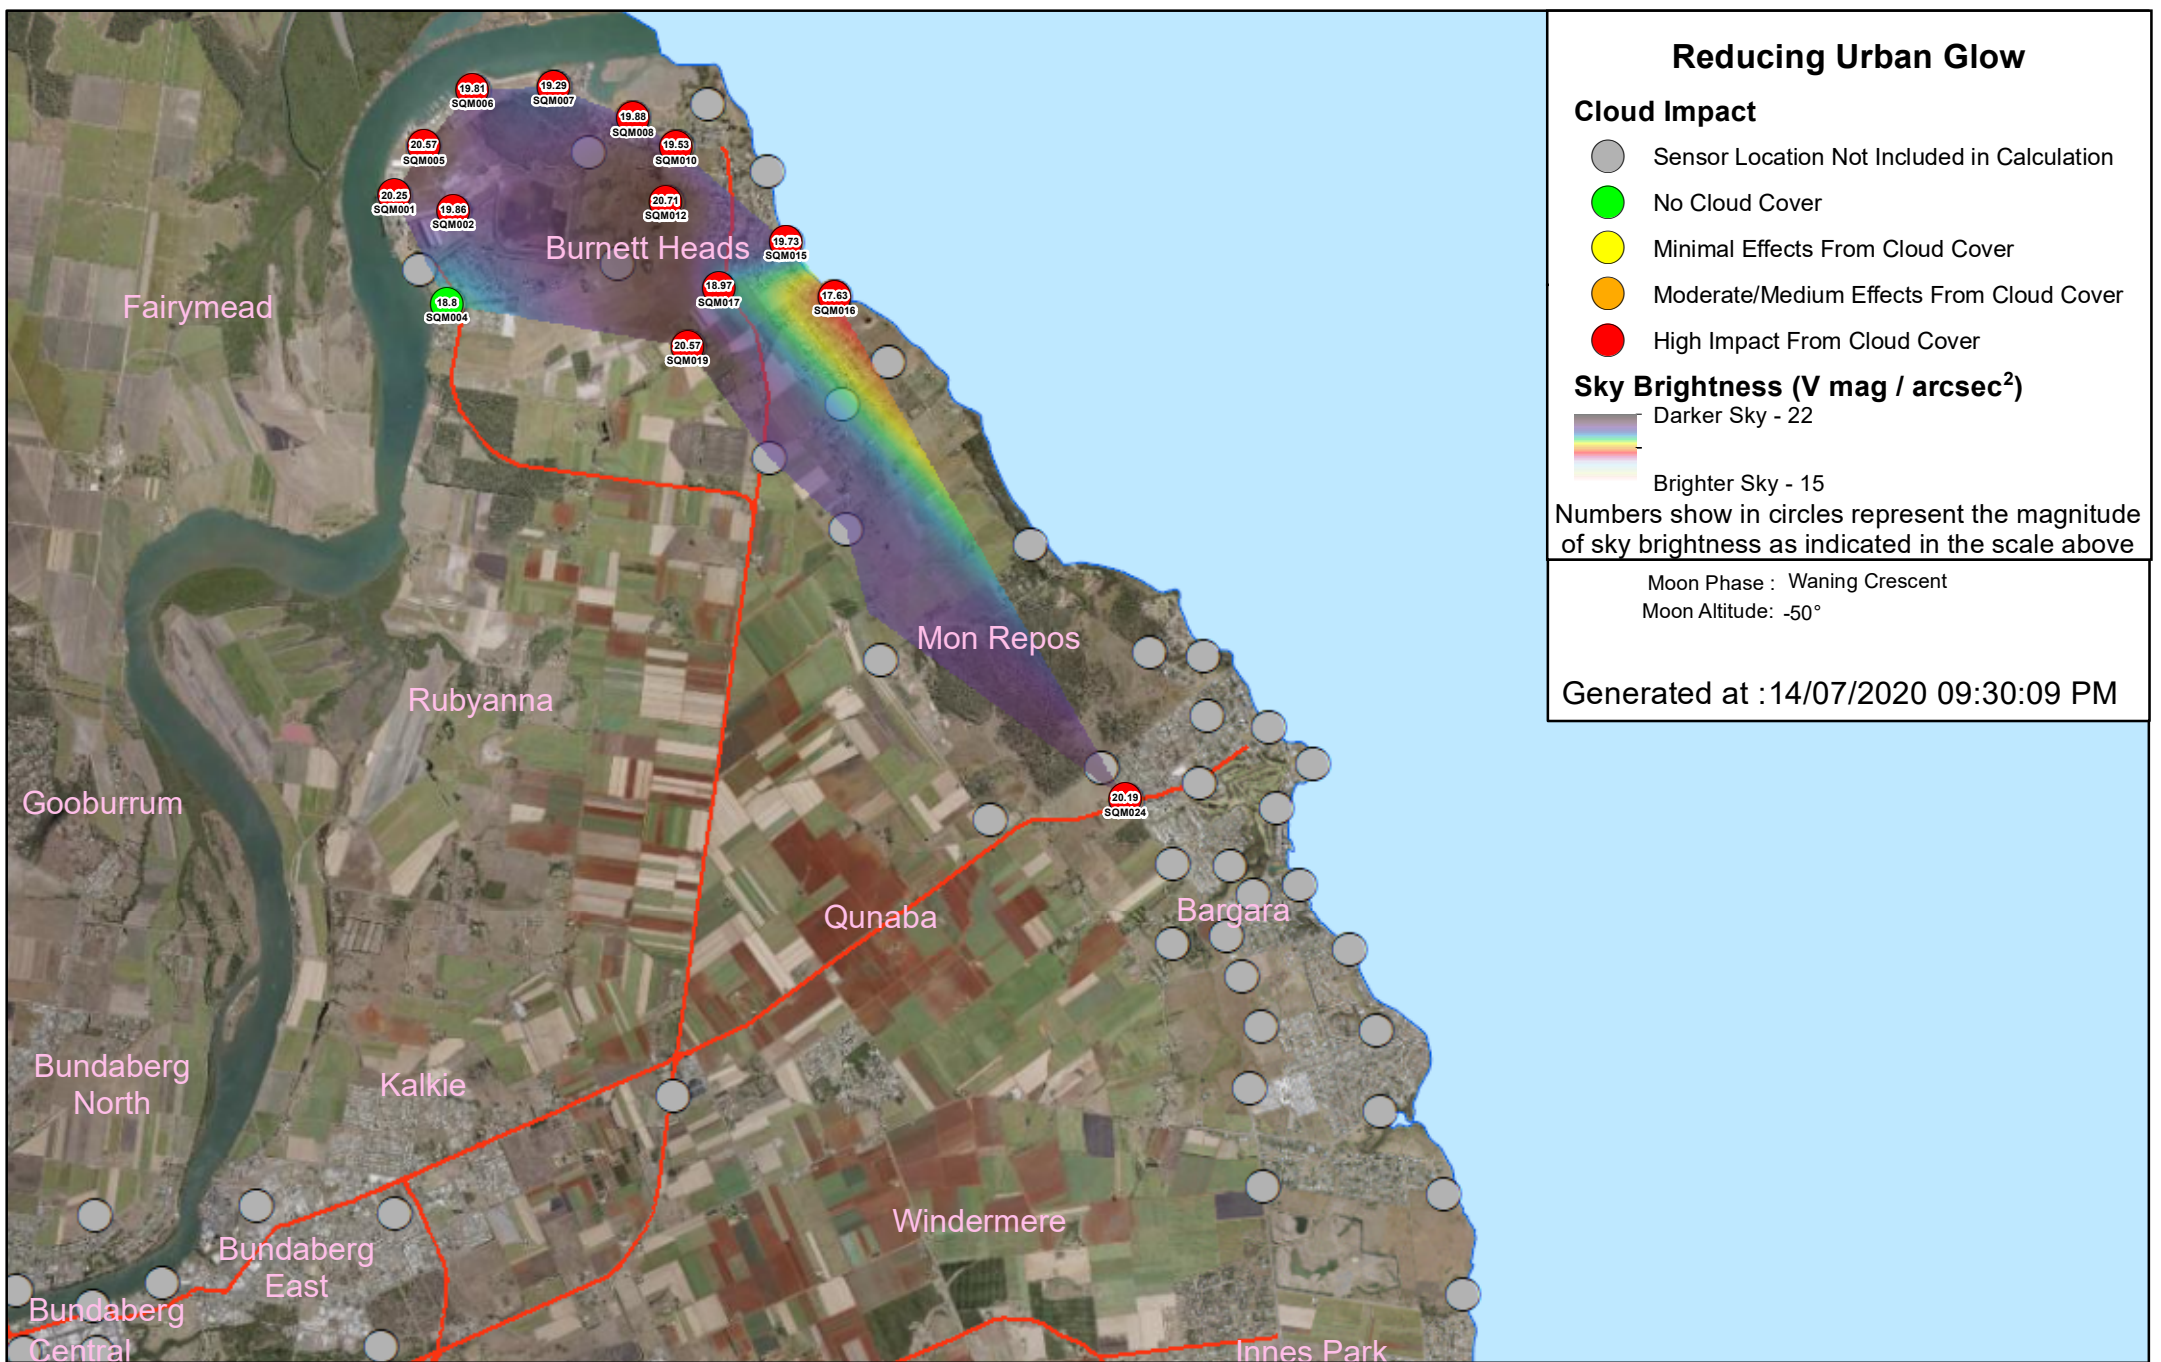 Reducing Urban Glow
Cloud Impact
Sensor Location Not Included in Calculation
No Cloud Cover
Minimal Effects From Cloud Cover
Moderate/Medium Effects From Cloud Cover
High Impact From Cloud Cover
Sky Brightness (V mag / arcsec²)
Darker Sky - 22
Brighter Sky - 15
Numbers show in circles represent the magnitude
of sky brightness as indicated in the scale above
Moon Phase : Waning Crescent
Moon Altitude: -50°
Generated at :14/07/2020 09:30:09 PM
19.81
SQM006
19.29
SQM007
19.88
SQM008
20.57
SQM005
19.53
SQM010
20.25
SQM001
19.86
SQM002
20.71
SQM012
19.73
SQM015
Burnett Heads
18.97
SQM017
17.63
SQM016
18.8
SQM004
Fairymead
20.57
SQM019
Mon Repos
Rubyanna
Gooburrum
20.19
SQM024
Qunaba
Bargara
Bundaberg
North
Kalkie
Windermere
Bundaberg
East
Bundaberg
Central
Innes Park